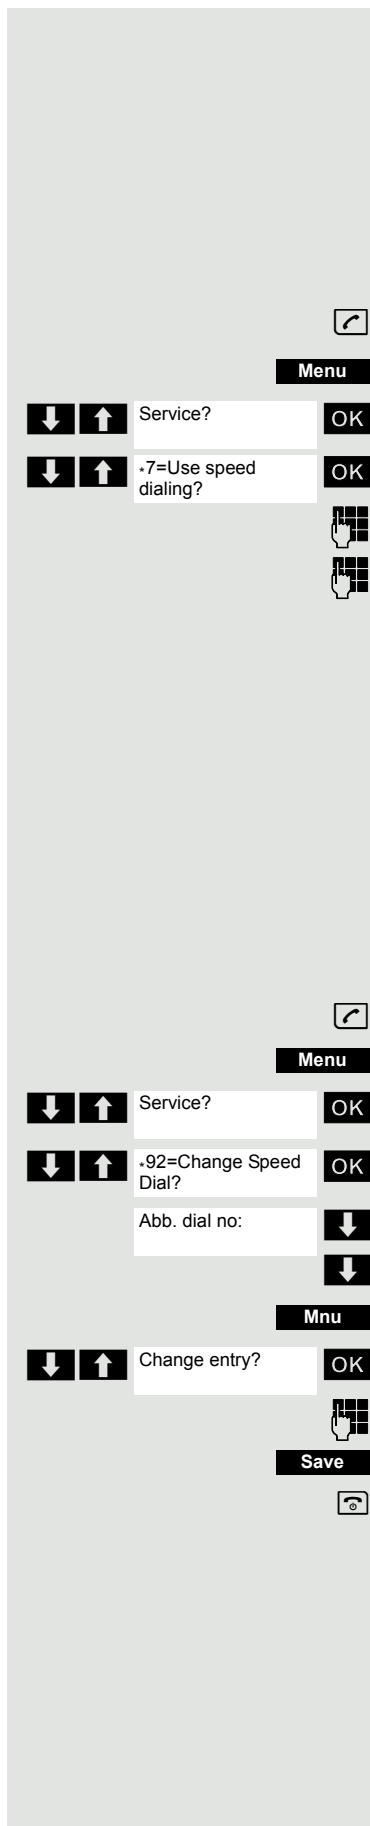 Menu
Service?
OK
*7=Use speed
dialing?
OK
Menu
Service?
OK
*92=Change Speed
Dial?
OK
Abb. dial no:
Mnu
Change entry?
OK
Save